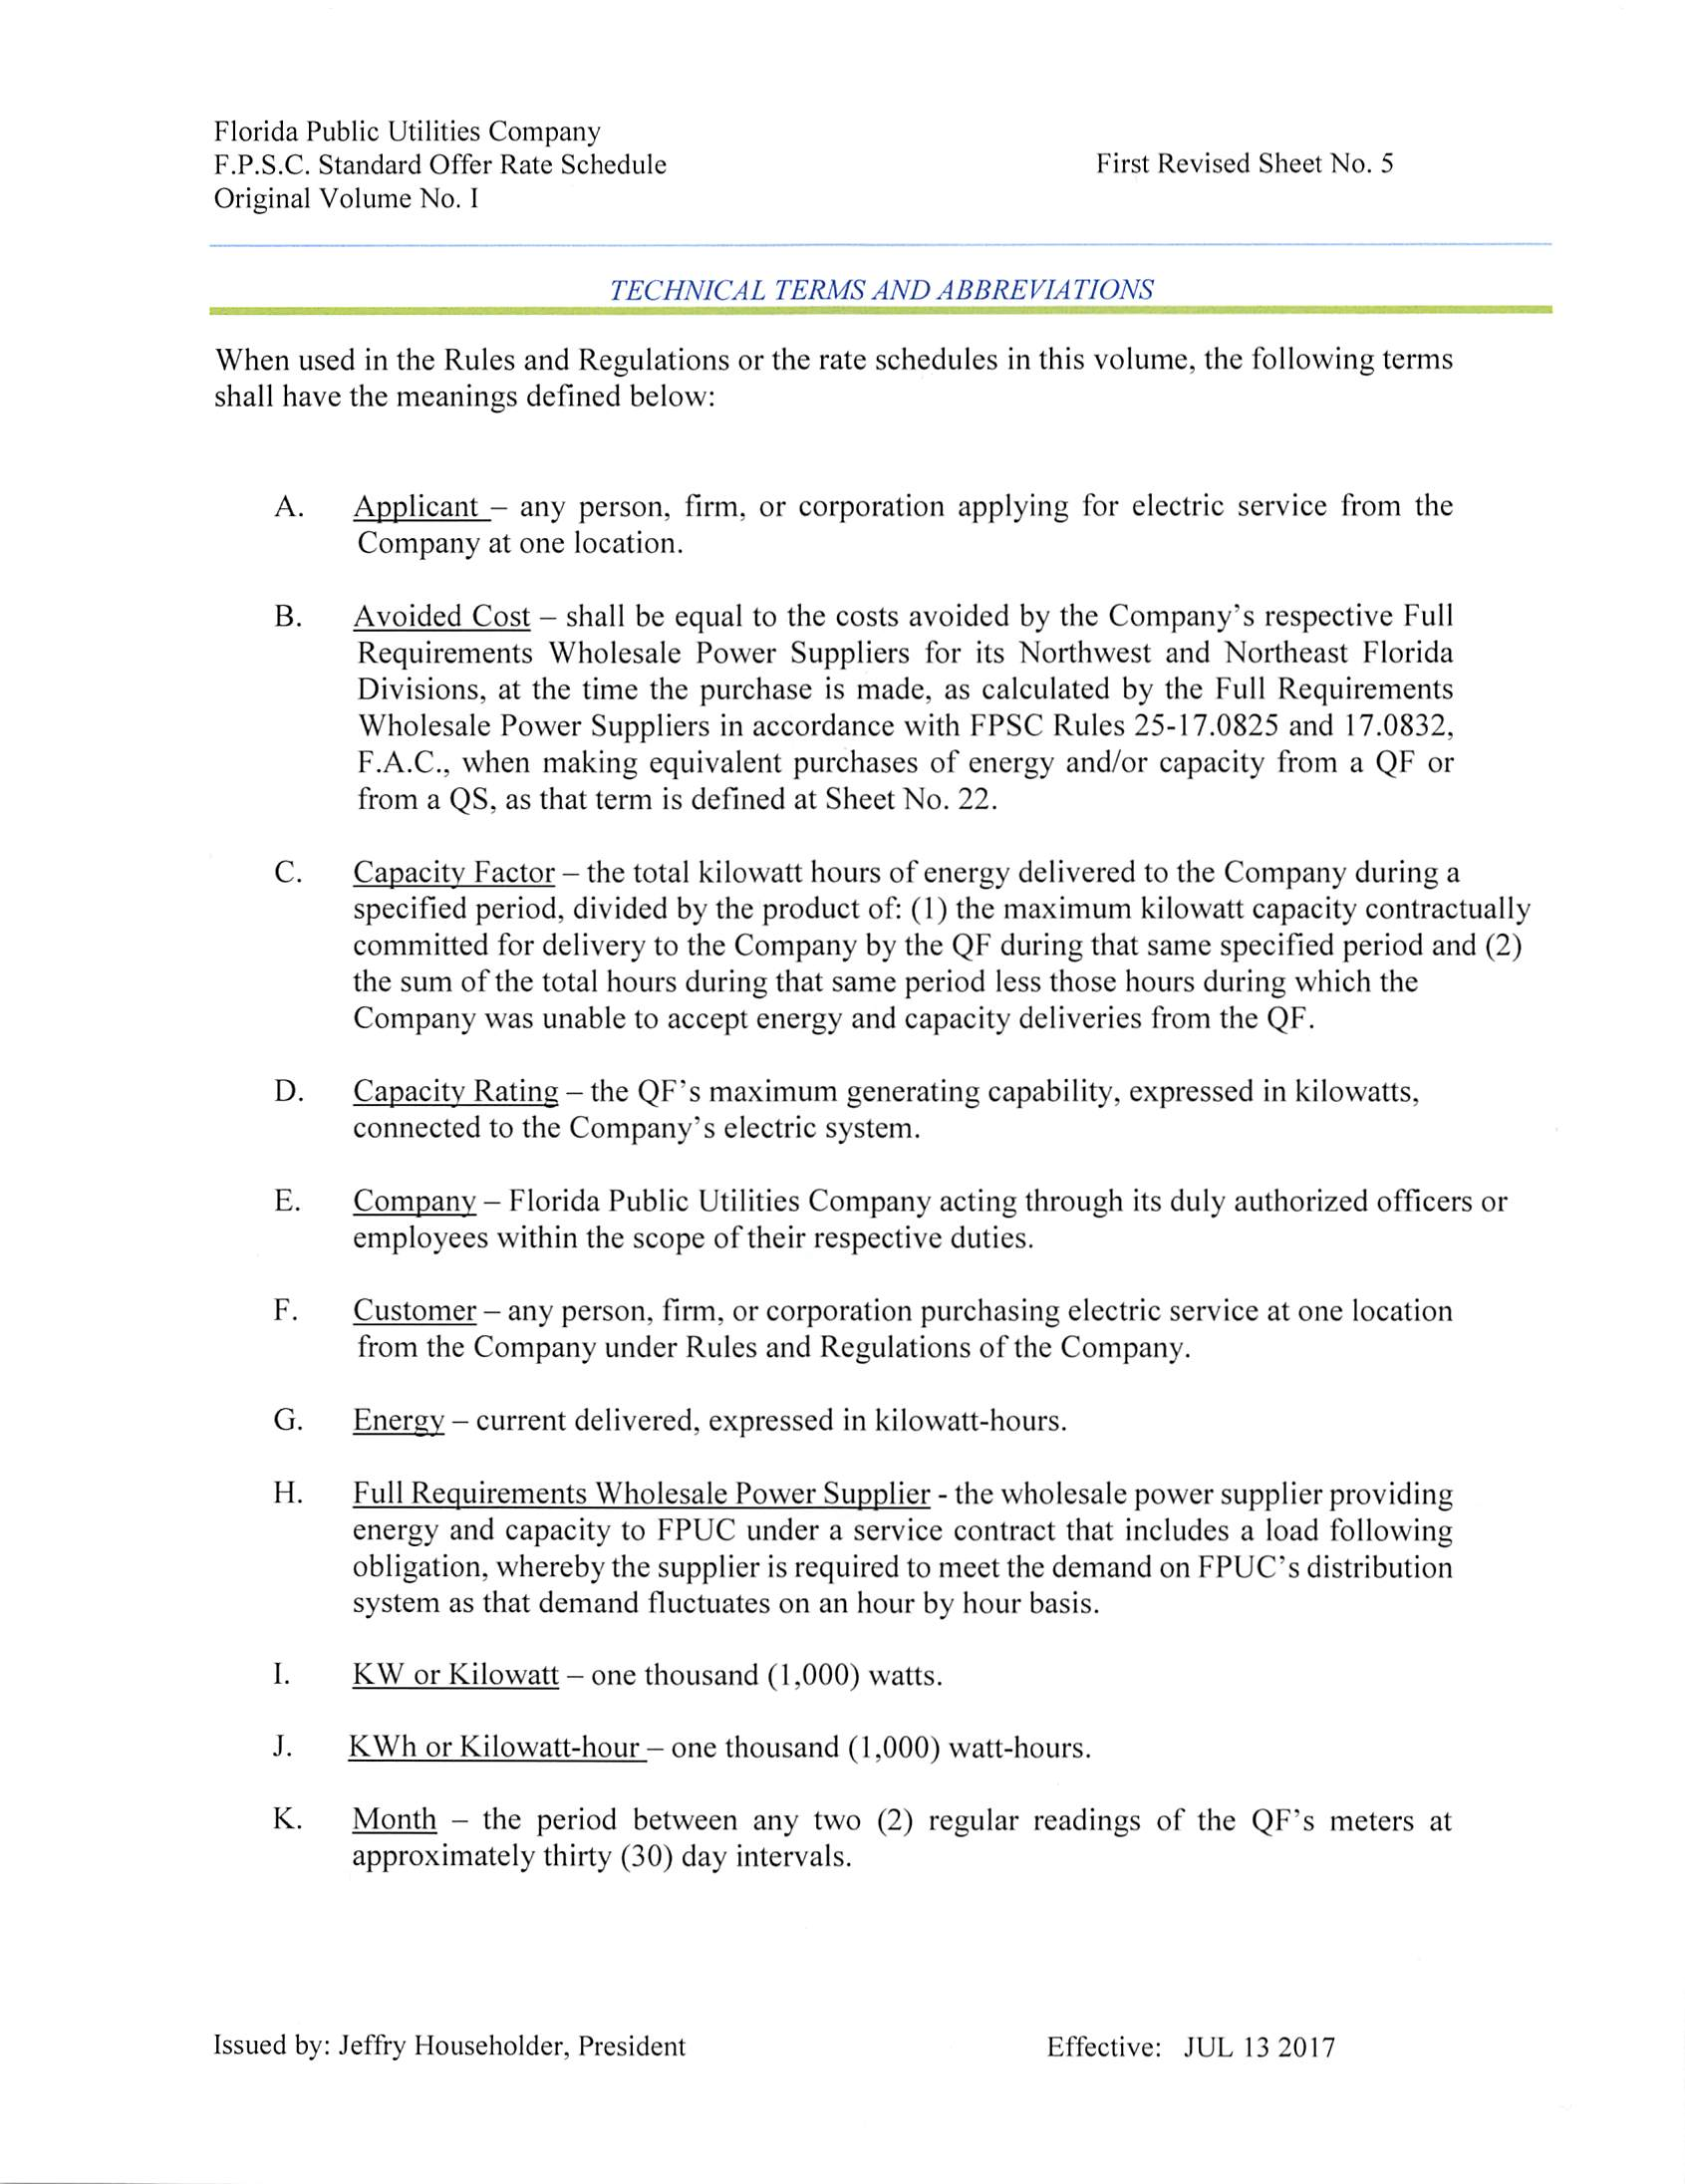 Florida Public Utilities Company
F.P.S.C. Standard Offer Rate Schedule
First Revised Sheet No. 5
Original Volume No. I
TECHNICAL TERMS AND ABBREVIATIONS
When used in the Rules and Regulations or the rate schedules in this volume, the following terms
shall have the meanings defined below:
A. Applicant – any person, firm, or corporation applying for electric service from the
Company at one location.
B. Avoided Cost – shall be equal to the costs avoided by the Company's respective Full
Requirements Wholesale Power Suppliers for its Northwest and Northeast Florida
Divisions, at the time the purchase is made, as calculated by the Full Requirements
Wholesale Power Suppliers in accordance with FPSC Rules 25-17.0825 and 17.0832,
F.A.C., when making equivalent purchases of energy and/or capacity from a QF or
from a QS, as that term is defined at Sheet No. 22.
C. Capacity Factor – the total kilowatt hours of energy delivered to the Company during a
specified period, divided by the product of: (1) the maximum kilowatt capacity contractually
committed for delivery to the Company by the QF during that same specified period and (2)
the sum of the total hours during that same period less those hours during which the
Company was unable to accept energy and capacity deliveries from the QF.
D. Capacity Rating – the QF's maximum generating capability, expressed in kilowatts,
connected to the Company's electric system.
E. Company – Florida Public Utilities Company acting through its duly authorized officers or
employees within the scope of their respective duties.
F. Customer – any person, firm, or corporation purchasing electric service at one location
from the Company under Rules and Regulations of the Company.
G. Energy – current delivered, expressed in kilowatt-hours.
H. Full Requirements Wholesale Power Supplier - the wholesale power supplier providing
energy and capacity to FPUC under a service contract that includes a load following
obligation, whereby the supplier is required to meet the demand on FPUC's distribution
system as that demand fluctuates on an hour by hour basis.
I. KW or Kilowatt – one thousand (1,000) watts.
J. KWh or Kilowatt-hour – one thousand (1,000) watt-hours.
K. Month – the period between any two (2) regular readings of the QF's meters at
approximately thirty (30) day intervals.
Issued by: Jeffry Householder, President
Effective: JUL 13 2017